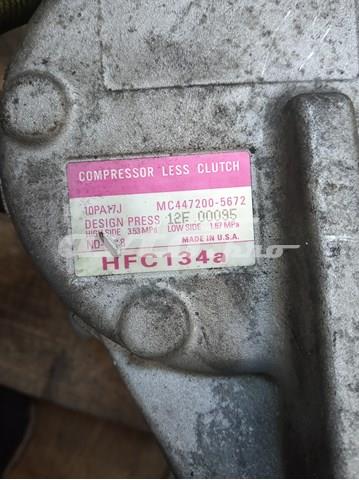 COMPRESSOR LESS CLUTCH
10PA17J MC447200-5672
DESIGN PRESS 12F 00095
HIGH SIDE 3.53 MPa LOW SIDE 1.67 MPa
MADE IN U.S.A.
HFC134a